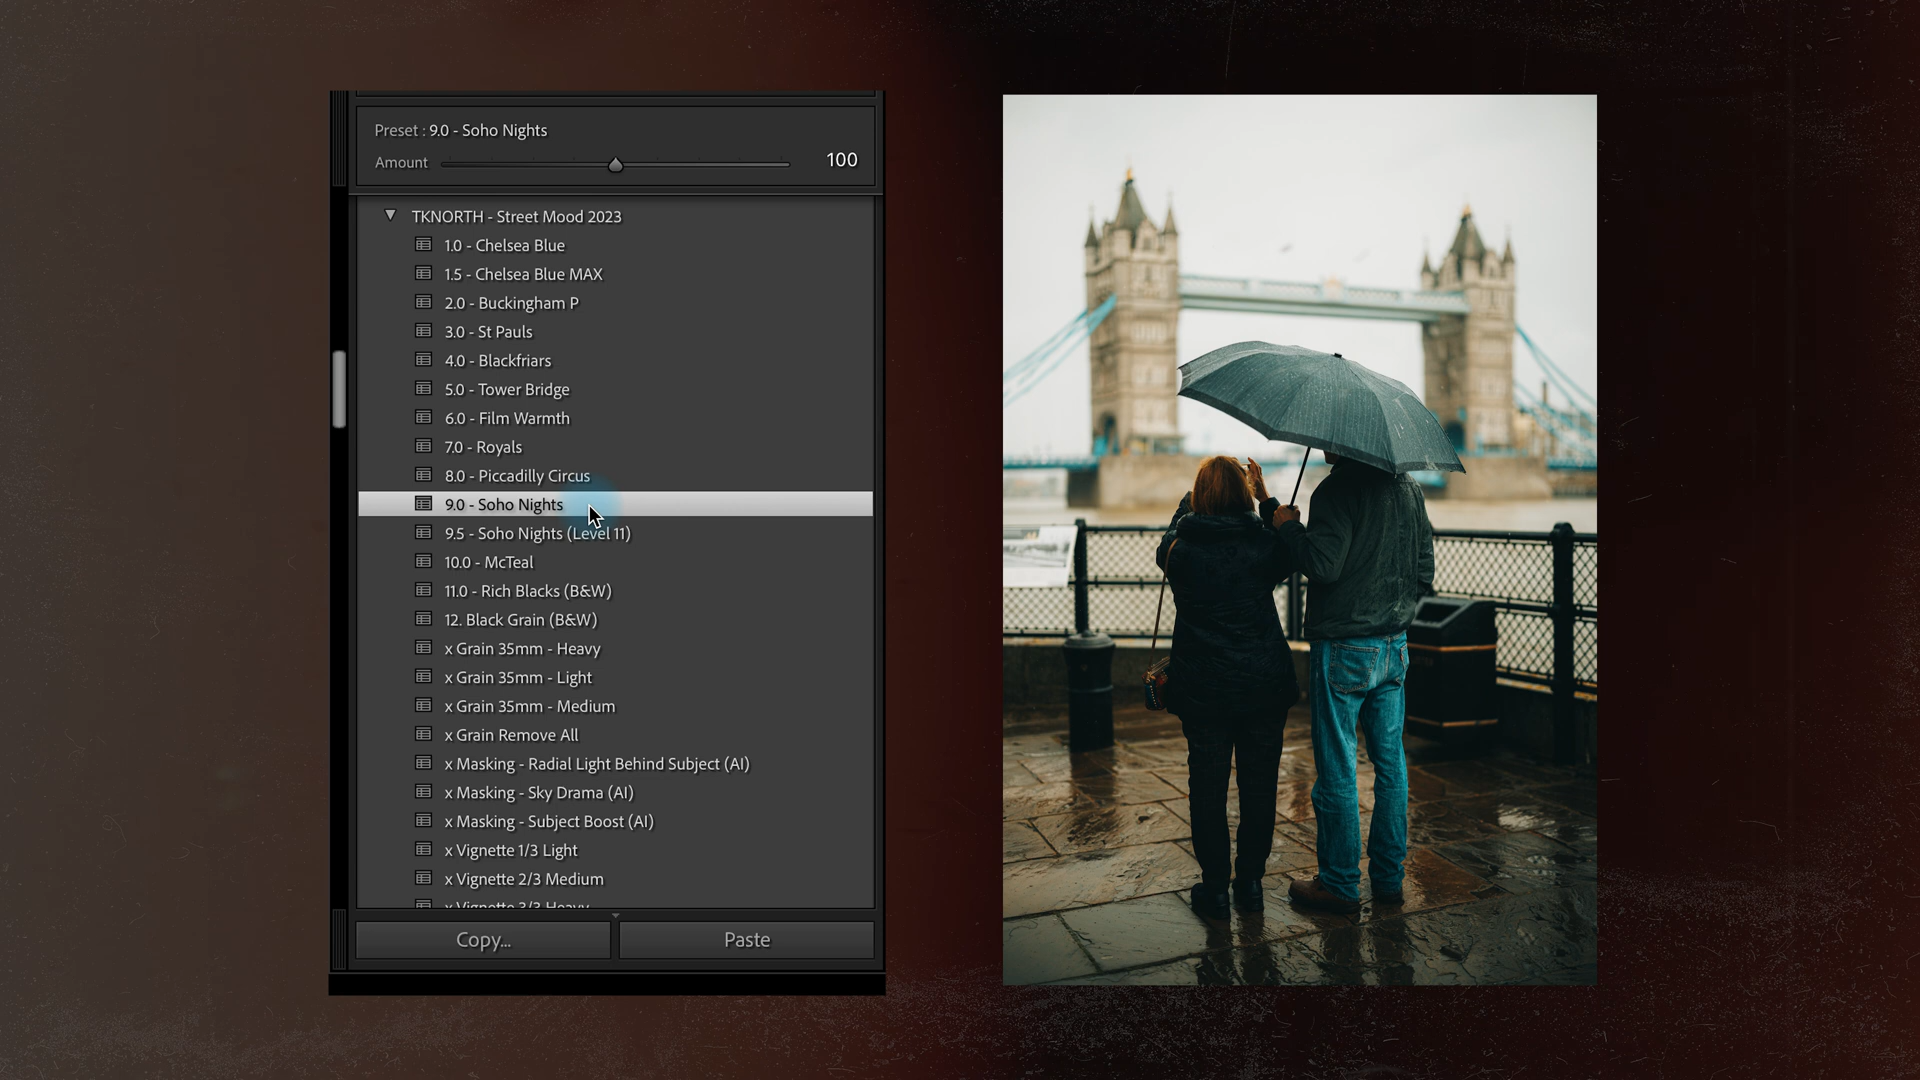 Preset : 9.0 - Soho Nights
Amount 100
TKNORTH - Street Mood 2023
1.0 - Chelsea Blue
1.5 - Chelsea Blue MAX
2.0 - Buckingham P
3.0 - St Pauls
4.0 - Blackfriars
5.0 - Tower Bridge
6.0 - Film Warmth
7.0 - Royals
8.0 - Piccadilly Circus
9.0 - Soho Nights
9.5 - Soho Nights (Level 11)
10.0 - McTeal
11.0 - Rich Blacks (B&W)
12. Black Grain (B&W)
x Grain 35mm - Heavy
x Grain 35mm - Light
x Grain 35mm - Medium
x Grain Remove All
x Masking - Radial Light Behind Subject (AI)
x Masking - Sky Drama (AI)
x Masking - Subject Boost (AI)
x Vignette 1/3 Light
x Vignette 2/3 Medium
x Vignette 3/3 Heavy
Copy... Paste